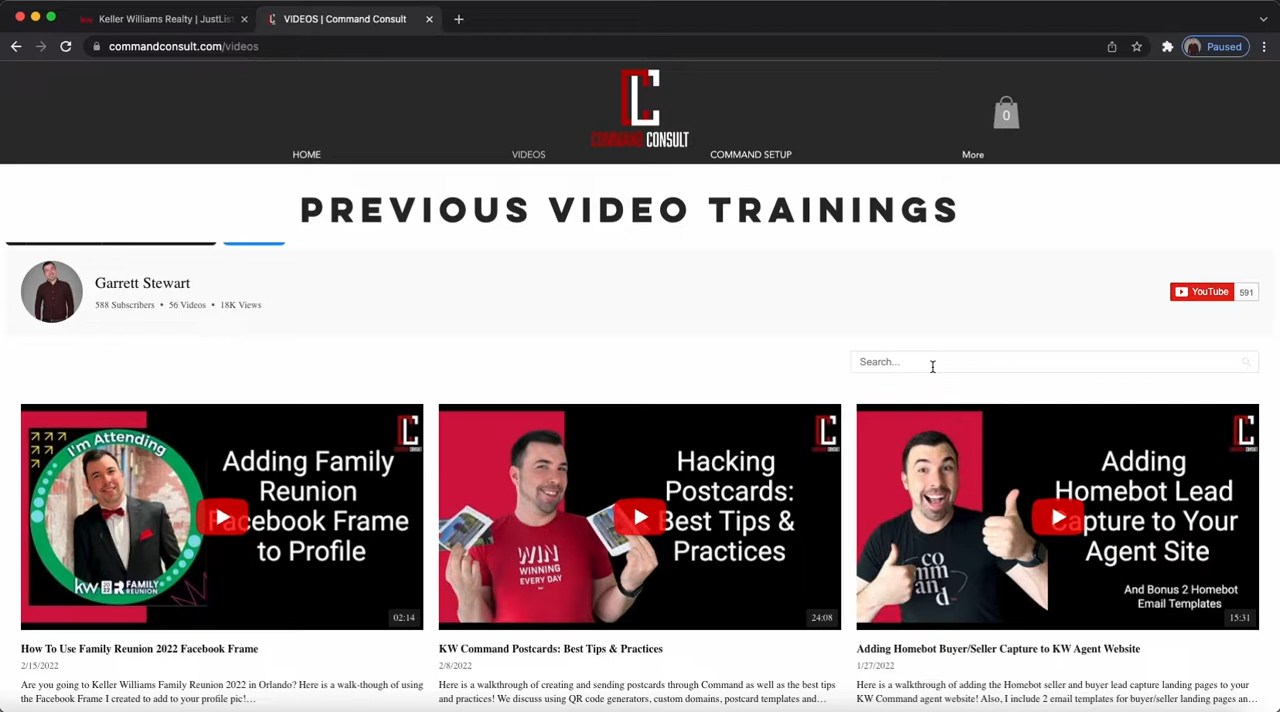 Keller Williams Realty | JustList
VIDEOS | Command Consult
commandconsult.com/videos
Paused
COMMAND CONSULT
0
HOME
VIDEOS
COMMAND SETUP
More
PREVIOUS VIDEO TRAININGS
Garrett Stewart
588 Subscribers • 56 Videos • 18K Views
YouTube
591
Search...
I'm Attending
kw FAMILY REUNION
Adding Family
Reunion
Facebook Frame
to Profile
02:14
WIN
WINNING
EVERY DAY
Hacking
Postcards:
Best Tips &
Practices
24:08
co
mm
and
Adding
Homebot Lead
Capture to Your
Agent Site
And Bonus 2 Homebot
Email Templates
15:31
How To Use Family Reunion 2022 Facebook Frame
2/15/2022
Are you going to Keller Williams Family Reunion 2022 in Orlando? Here is a walk-though of using
the Facebook Frame I created to add to your profile pic!…
KW Command Postcards: Best Tips & Practices
2/8/2022
Here is a walkthrough of creating and sending postcards through Command as well as the best tips
and practices! We discuss using QR code generators, custom domains, postcard templates and…
Adding Homebot Buyer/Seller Capture to KW Agent Website
1/27/2022
Here is a walkthrough of adding the Homebot seller and buyer lead capture landing pages to your
KW Command agent website! Also, I include 2 email templates for buyer/seller landing pages an…